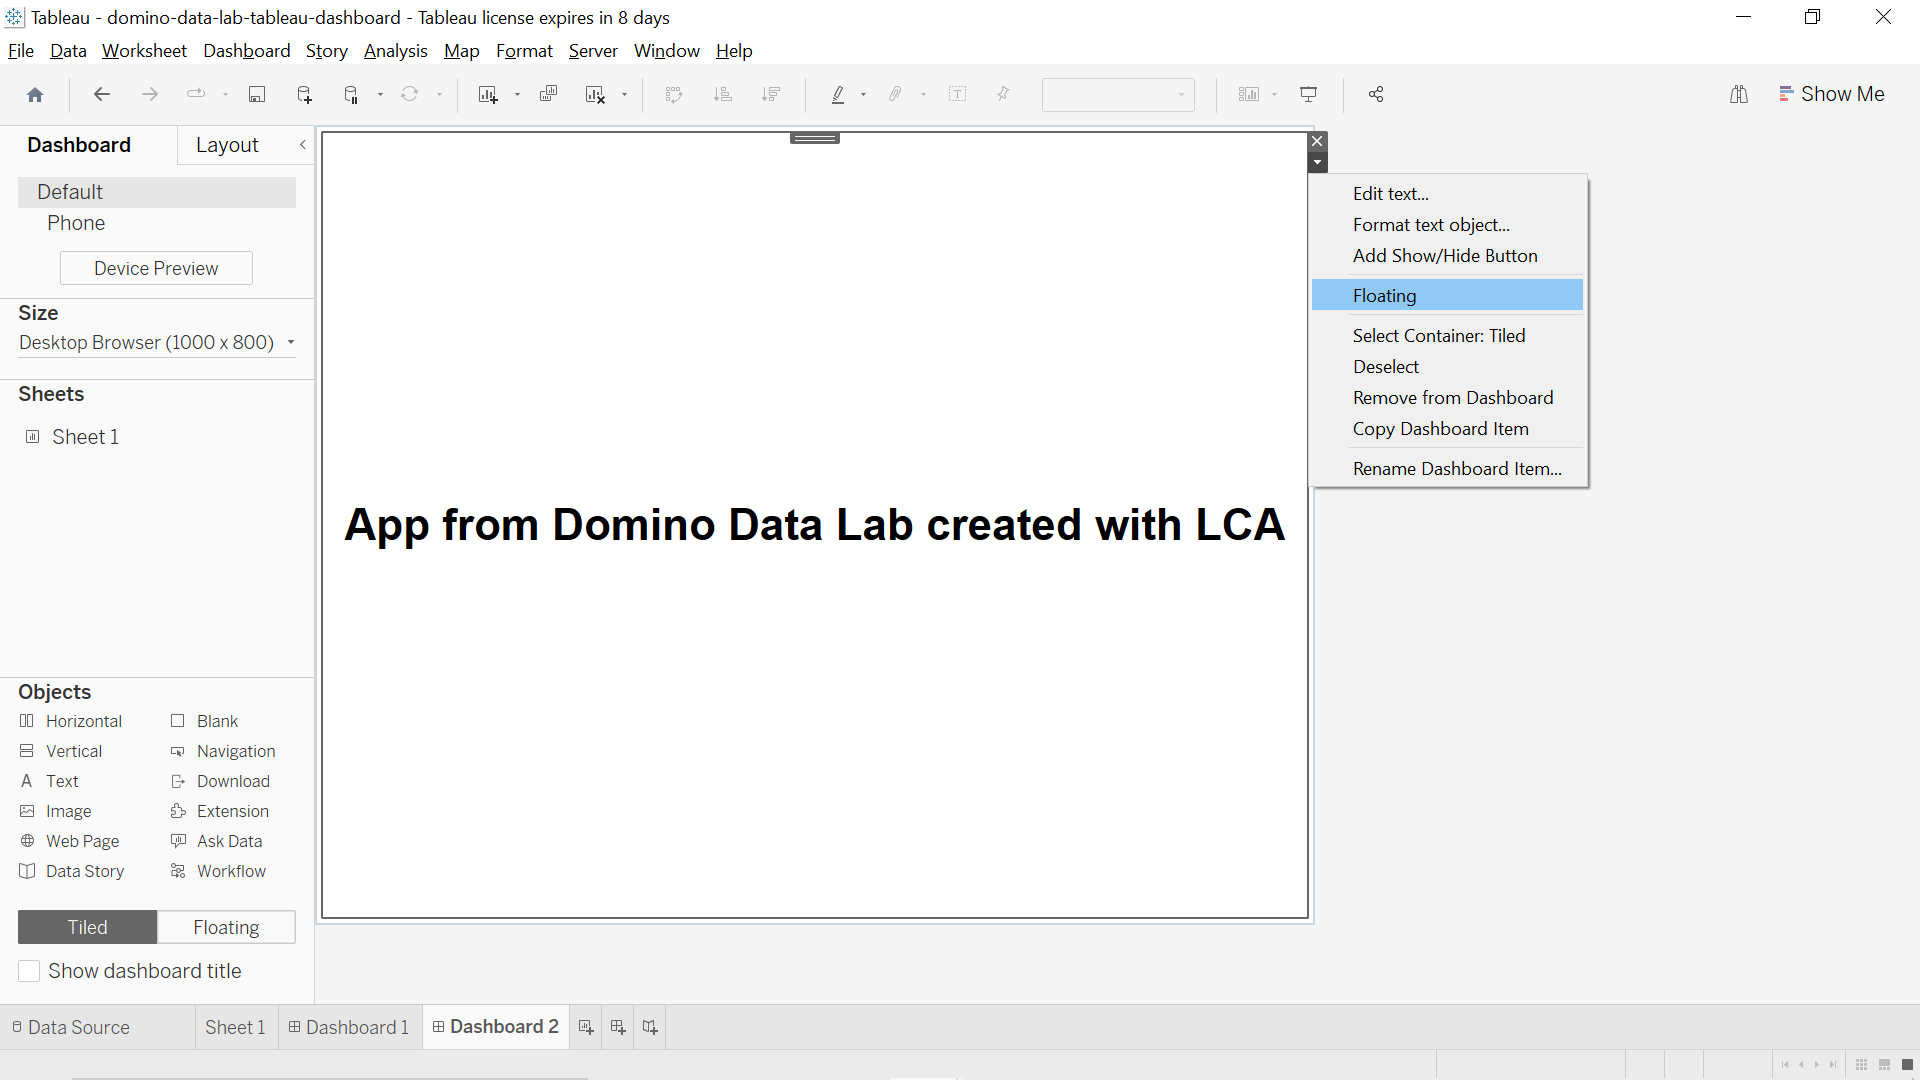 Tableau - domino-data-lab-tableau-dashboard - Tableau license expires in 8 days
File Data Worksheet Dashboard Story Analysis Map Format Server Window Help
Show Me
Dashboard Layout
Default
Phone
Device Preview
Size
Desktop Browser (1000 x 800)
Sheets
Sheet 1
Edit text...
Format text object...
Add Show/Hide Button
Floating
Select Container: Tiled
Deselect
Remove from Dashboard
Copy Dashboard Item
Rename Dashboard Item...
App from Domino Data Lab created with LCA
Objects
Horizontal Blank
Vertical Navigation
A Text Download
Image Extension
Web Page Ask Data
Data Story Workflow
Tiled Floating
Show dashboard title
Data Source Sheet 1 Dashboard 1 Dashboard 2